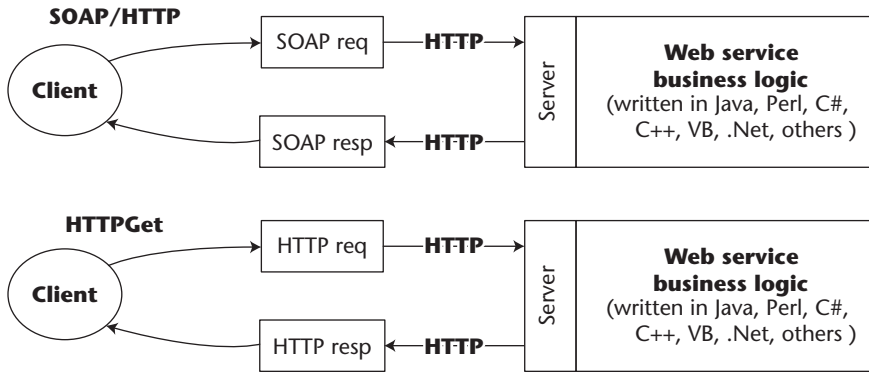 SOAP/HTTP
Client
SOAP req
HTTP
SOAP resp
HTTP
Server
Web service
business logic
(written in Java, Perl, C#,
C++, VB, .Net, others )
HTTPGet
Client
HTTP req
HTTP
HTTP resp
HTTP
Server
Web service
business logic
(written in Java, Perl, C#,
C++, VB, .Net, others )